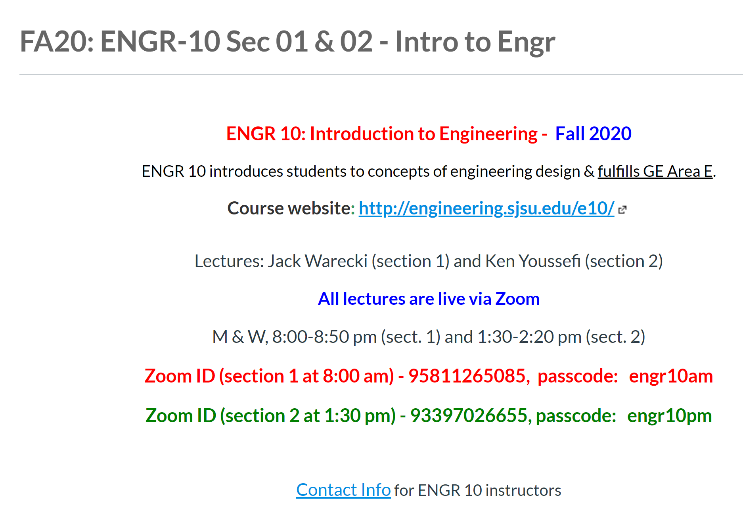 FA20: ENGR-10 Sec 01 & 02 - Intro to Engr
ENGR 10: Introduction to Engineering - Fall 2020
ENGR 10 introduces students to concepts of engineering design & fulfills GE Area E.
Course website: http://engineering.sjsu.edu/e10/
Lectures: Jack Warecki (section 1) and Ken Youssefi (section 2)
All lectures are live via Zoom
M & W, 8:00-8:50 pm (sect. 1) and 1:30-2:20 pm (sect. 2)
Zoom ID (section 1 at 8:00 am) - 95811265085, passcode: engr10am
Zoom ID (section 2 at 1:30 pm) - 93397026655, passcode: engr10pm
Contact Info for ENGR 10 instructors